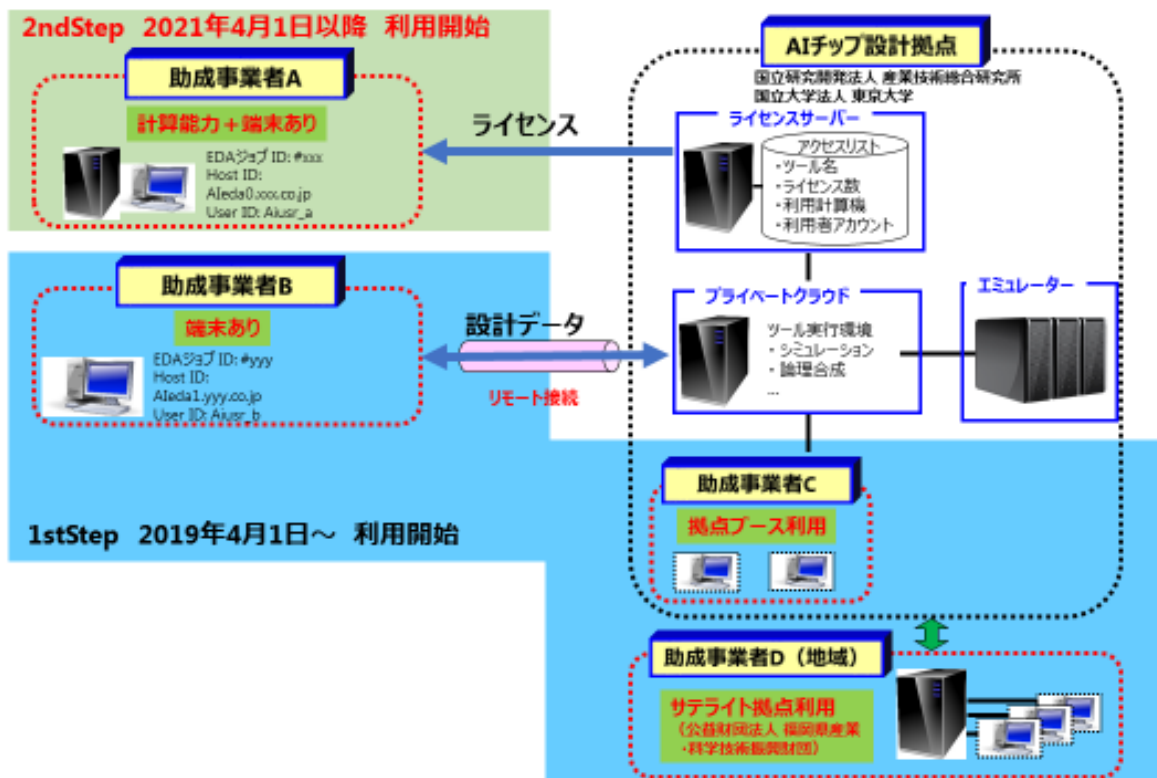 2ndStep 2021年4月1日以降 利用開始
助成事業者A
計算能力＋端末あり
EDAジョブ ID: #xxx
Host ID:
AIeda0.xxx.co.jp
User ID: Aiusr_a
ライセンス
AIチップ設計拠点
国立研究開発法人 産業技術総合研究所
国立大学法人 東京大学
ライセンスサーバー
アクセスリスト
・ツール名
・ライセンス数
・利用計算機
・利用者アカウント
助成事業者B
端末あり
EDAジョブ ID: #yyy
Host ID:
AIeda1.yyy.co.jp
User ID: Aiusr_b
設計データ
リモート接続
プライベートクラウド
ツール実行環境
・シミュレーション
・論理合成
...
エミュレーター
1stStep 2019年4月1日～ 利用開始
助成事業者C
拠点ブース利用
助成事業者D（地域）
サテライト拠点利用
（公益財団法人 福岡県産業
・科学技術振興財団）